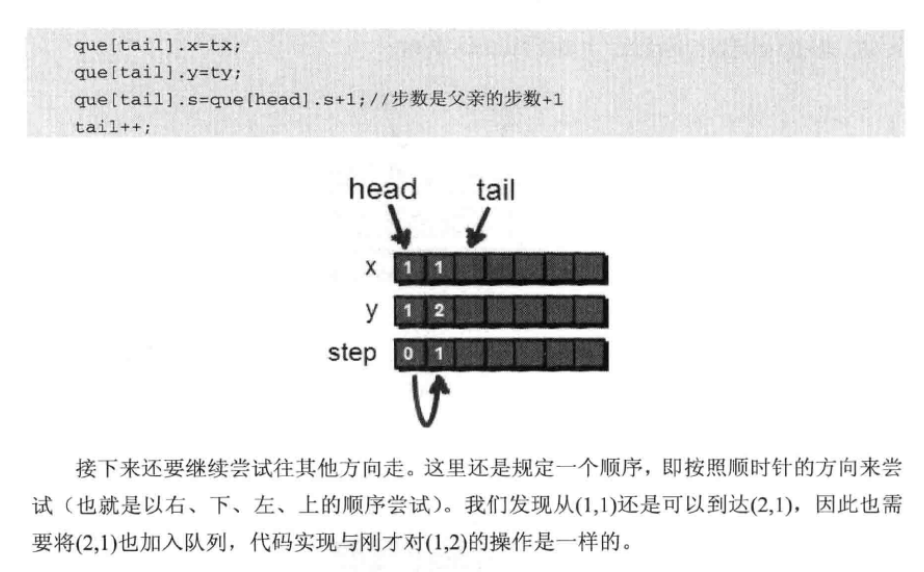 que[tail].x=tx;
que[tail].y=ty;
que[tail].s=que[head].s+1;//步数是父亲的步数+1
tail++;
head tail
x 1 1
y 1 2
step 0 1
接下来还要继续尝试往其他方向走。这里还是规定一个顺序，即按照顺时针的方向来尝
试（也就是以右、下、左、上的顺序尝试）。我们发现从(1,1)还是可以到达(2,1)，因此也需
要将(2,1)也加入队列，代码实现与刚才对(1,2)的操作是一样的。